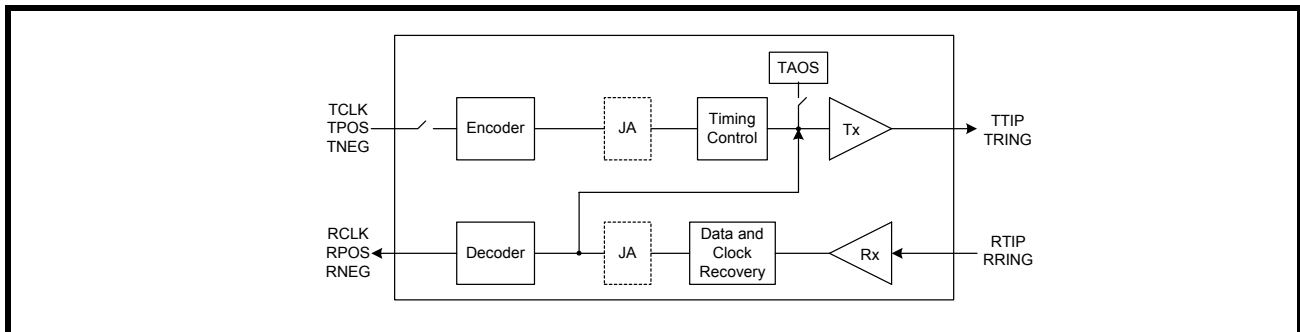 TAOS
TCLK
TPOS
TNEG
Encoder
JA
Timing
Control
Tx
TTIP
TRING
RCLK
RPOS
RNEG
Decoder
JA
Data and
Clock
Recovery
Rx
RTIP
RRING